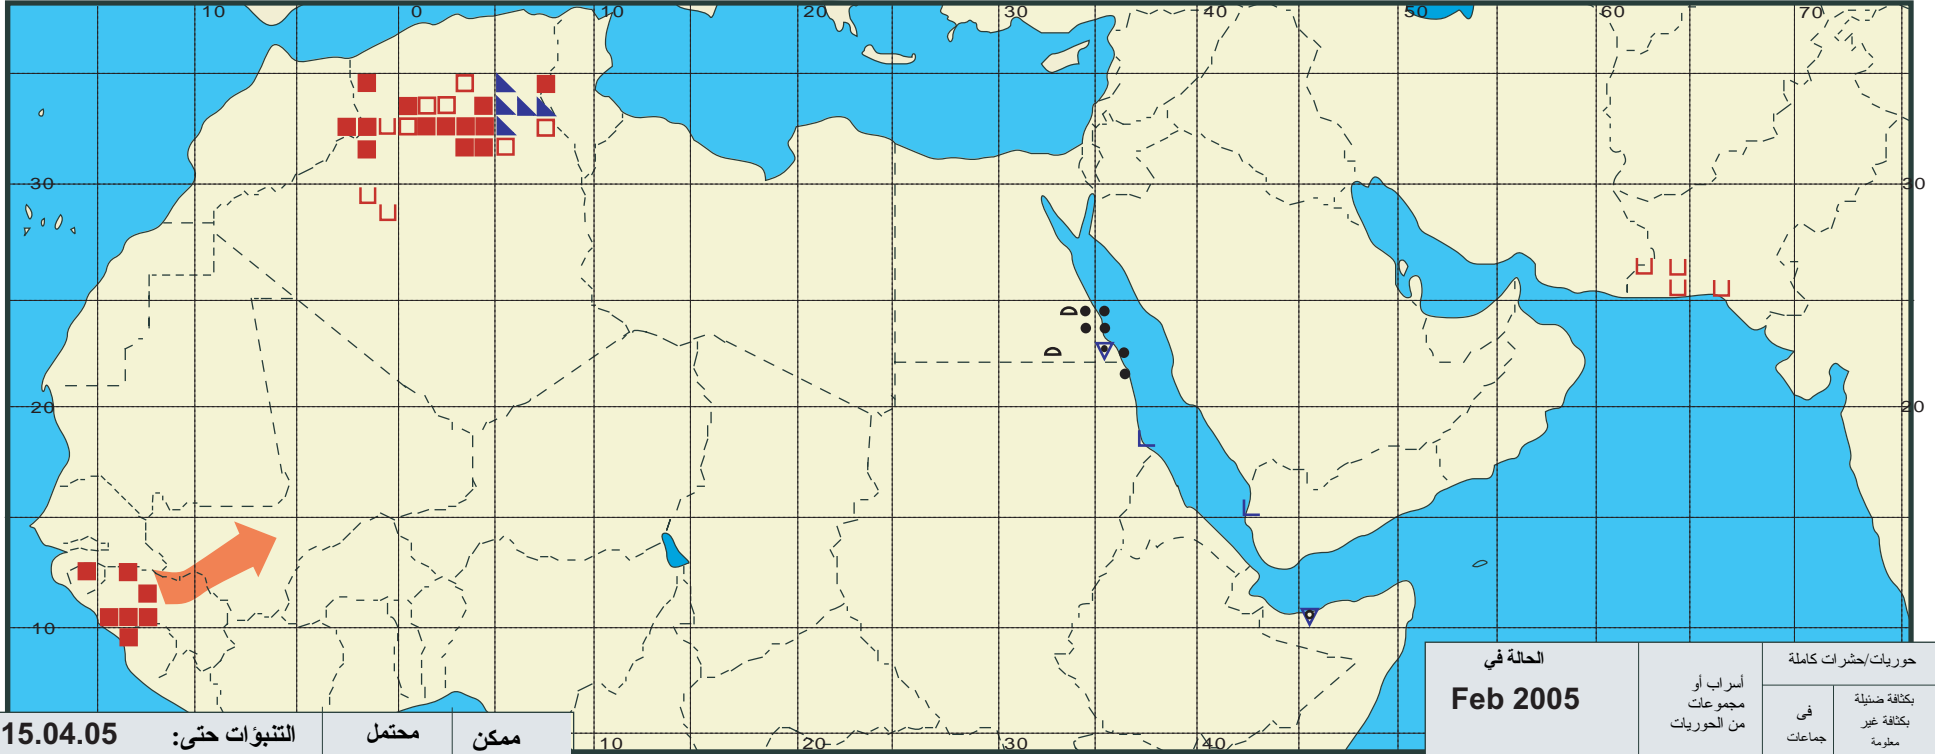 10 0 10 20 30 40 50 60 70
30 30
20 20
10
الحالة في
Feb 2005
أسراب أو
مجموعات
من الحوريات
حوريات/حشرات كاملة
فى
جماعات
بكثافة ضئيلة
بكثافة غير
معلومة
التنبؤات حتى: 15.04.05
محتمل
ممكن
10 20 30 40